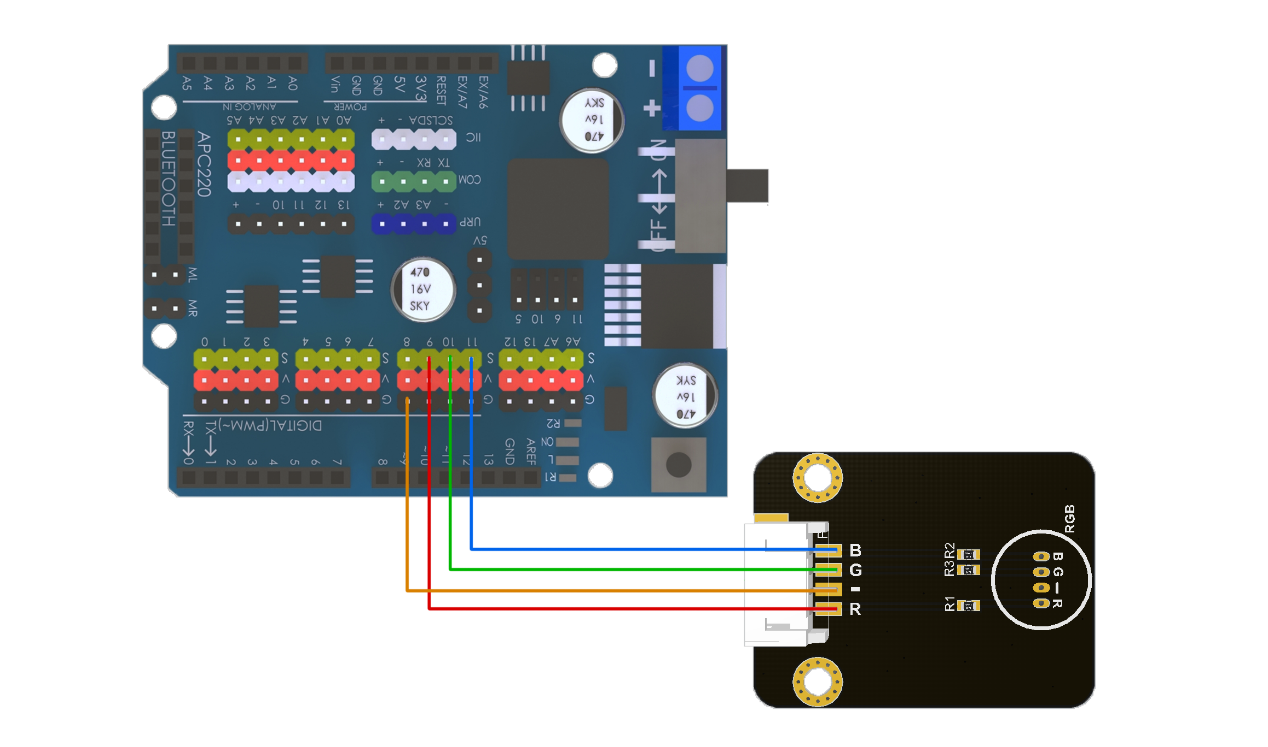 A5 A4 A3 A2 A1 A0
Vin GND GND 5V 3V3 RESET EX/A7 EX/A6
ANALOG IN
POWER
A5 A4 A3 A2 A1 A0
+ - SCLSDA
IIC
BLUETOOTH
APC220
+ - RX TX
COM
+ - 10 11 12 13
+ A2 A3 -
URP
5V
SKY
16v
470
-
+
ON
OFF
ML
MR
470
16V
SKY
5 10 6 11
0 1 2 3
S
V
G
4 5 6 7
S
V
G
8 9 10 11
S
V
G
12 13 A7 A6
S
V
G
SYK
16v
470
DIGITAL(PWM~)
RX TX
0 1 2 3 4 5 6 7
8 ~9 ~10 ~11 12 13 GND AREF
R2
ON
L
R1
RGB
B
G
-
R
R2
R3
R1
B G - R